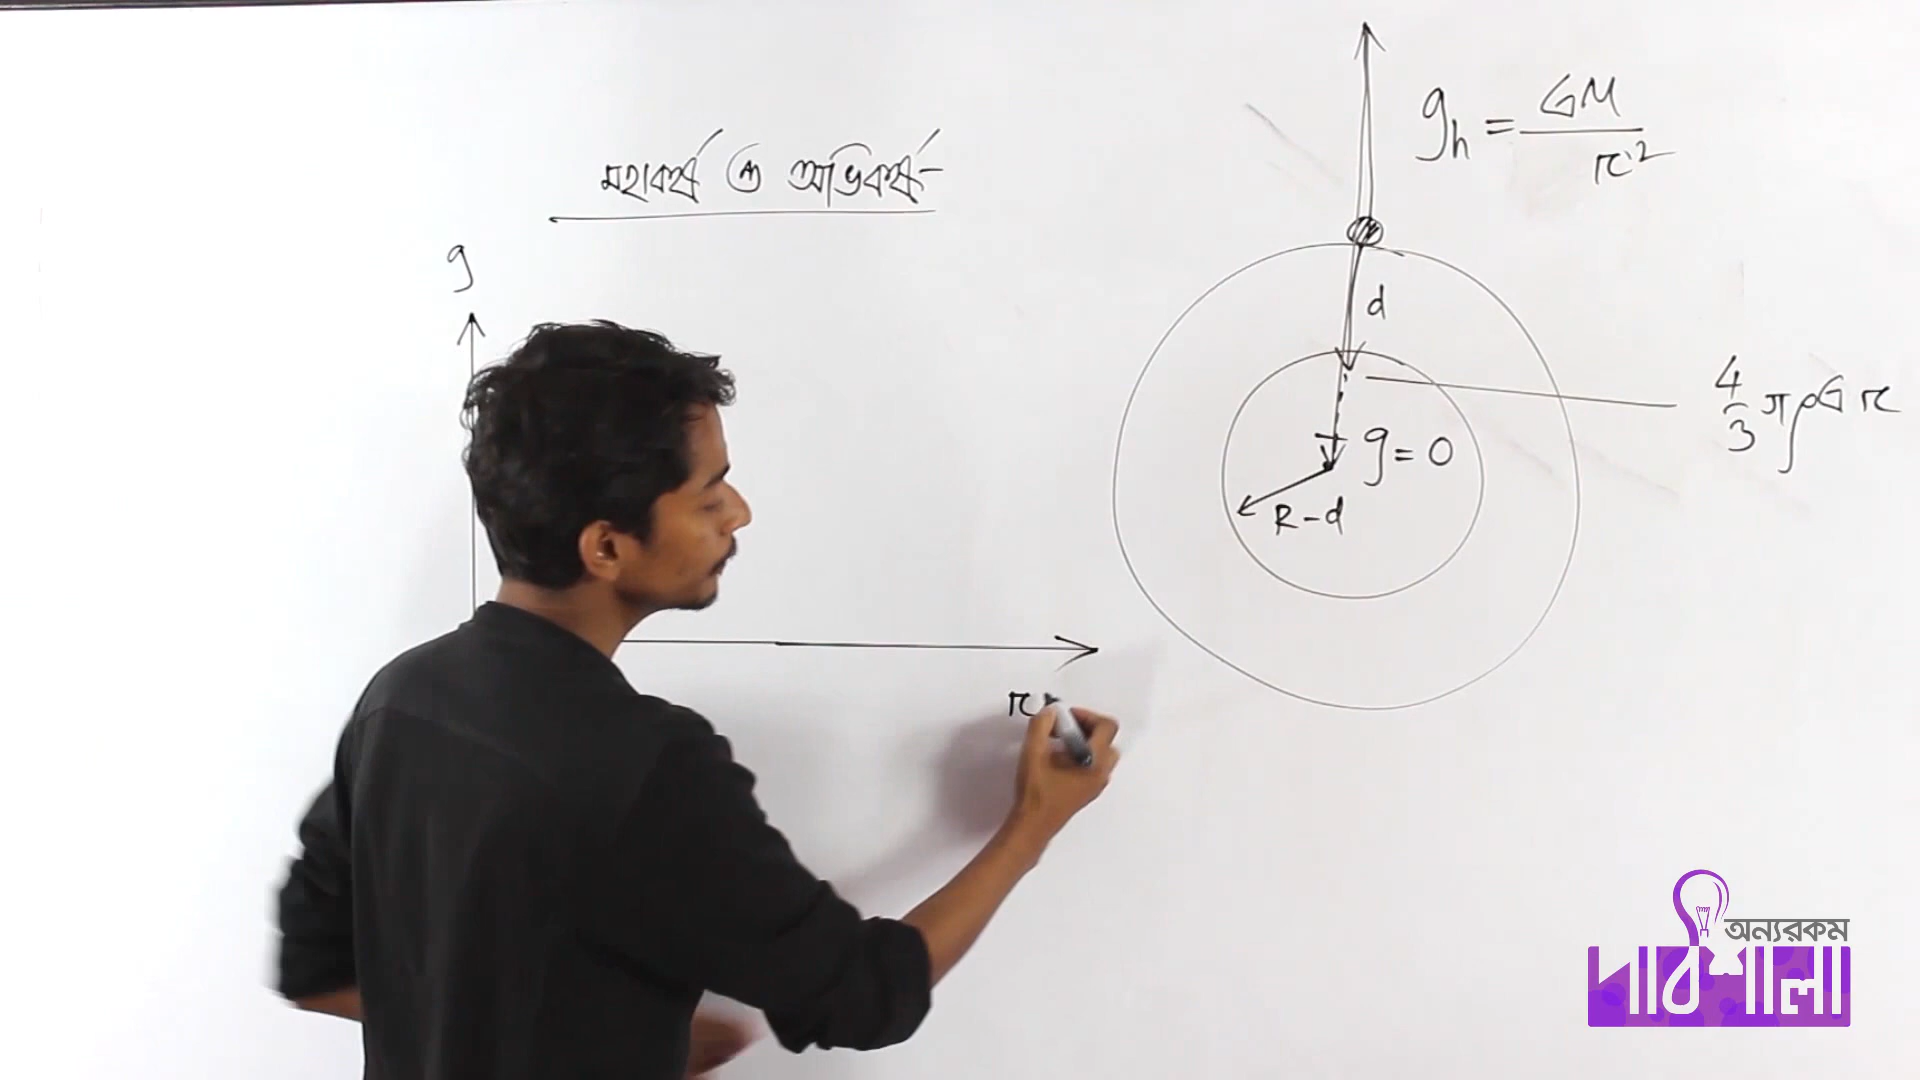 মহাকর্ষ ও অভিকর্ষ
g
r
g_h = GM / r²
d
4/3 πρGr
g = 0
R - d
অন্যরকম
পাঠশালা